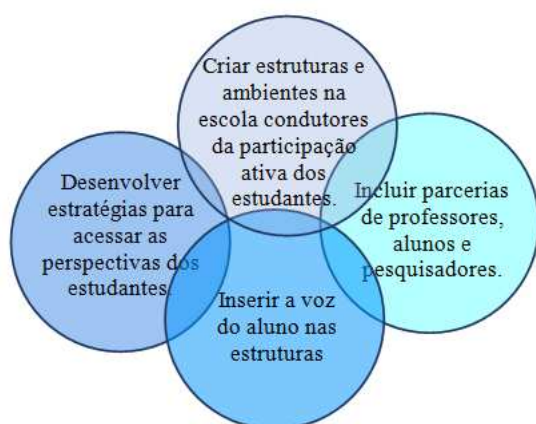 Criar estruturas e
ambientes na
escola condutores
da participação
ativa dos
estudantes.
Desenvolver
estratégias para
acessar as
perspectivas dos
estudantes.
Incluir parcerias
de professores,
alunos e
pesquisadores.
Inserir a voz
do aluno nas
estruturas